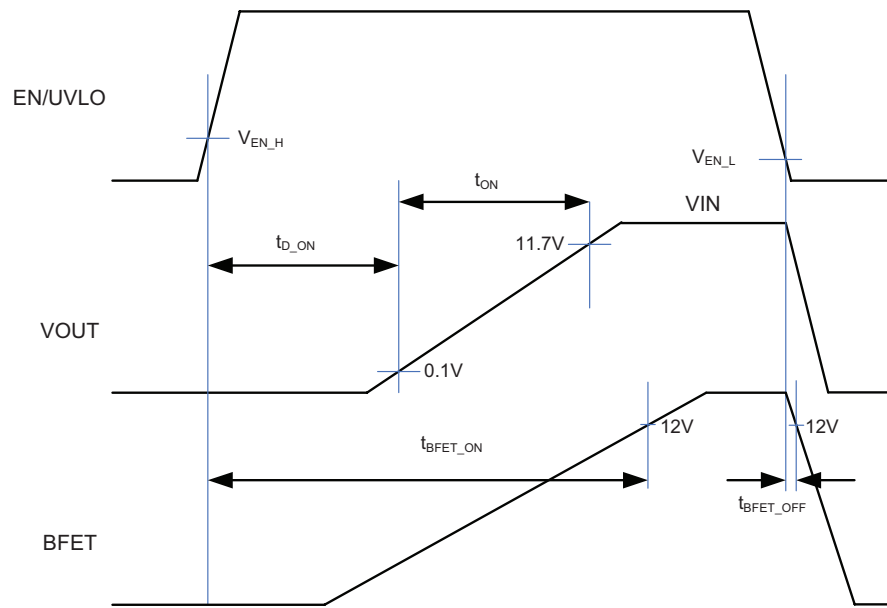 EN/UVLO
V_EN_H
V_EN_L
t_ON
VIN
t_D_ON
11.7V
VOUT
0.1V
12V
12V
t_BFET_ON
t_BFET_OFF
BFET